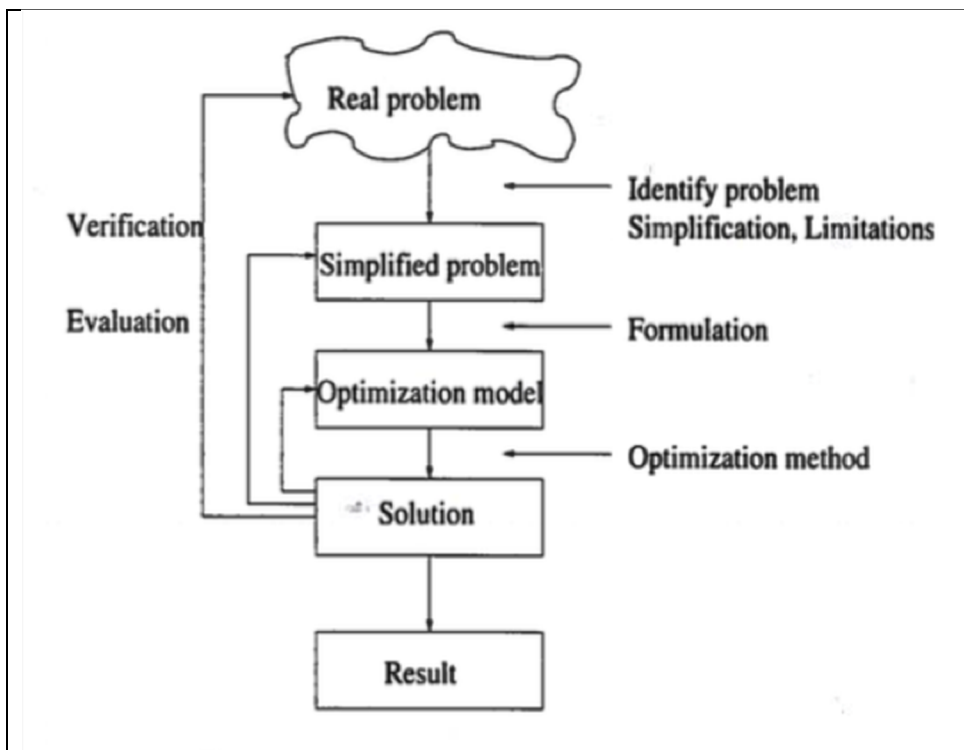 Real problem
Identify problem
Simplification, Limitations
Verification
Simplified problem
Evaluation
Formulation
Optimization model
Optimization method
Solution
Result